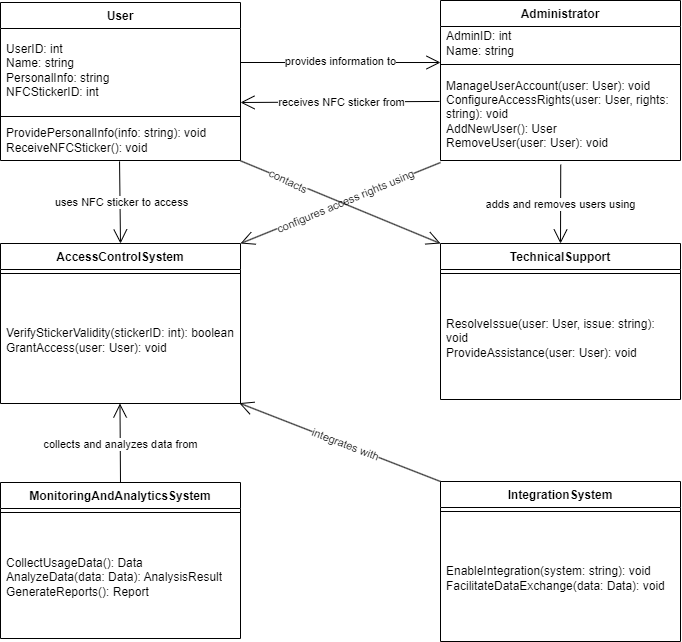 User
UserID: int
Name: string
PersonalInfo: string
NFCStickerID: int
ProvidePersonalInfo(info: string): void
ReceiveNFCSticker(): void
provides information to
receives NFC sticker from
Administrator
AdminID: int
Name: string
ManageUserAccount(user: User): void
ConfigureAccessRights(user: User, rights:
string): void
AddNewUser(): User
RemoveUser(user: User): void
uses NFC sticker to access
contacts
configures access rights using
adds and removes users using
AccessControlSystem
VerifyStickerValidity(stickerID: int): boolean
GrantAccess(user: User): void
TechnicalSupport
ResolveIssue(user: User, issue: string):
void
ProvideAssistance(user: User): void
collects and analyzes data from
integrates with
MonitoringAndAnalyticsSystem
CollectUsageData(): Data
AnalyzeData(data: Data): AnalysisResult
GenerateReports(): Report
IntegrationSystem
EnableIntegration(system: string): void
FacilitateDataExchange(data: Data): void